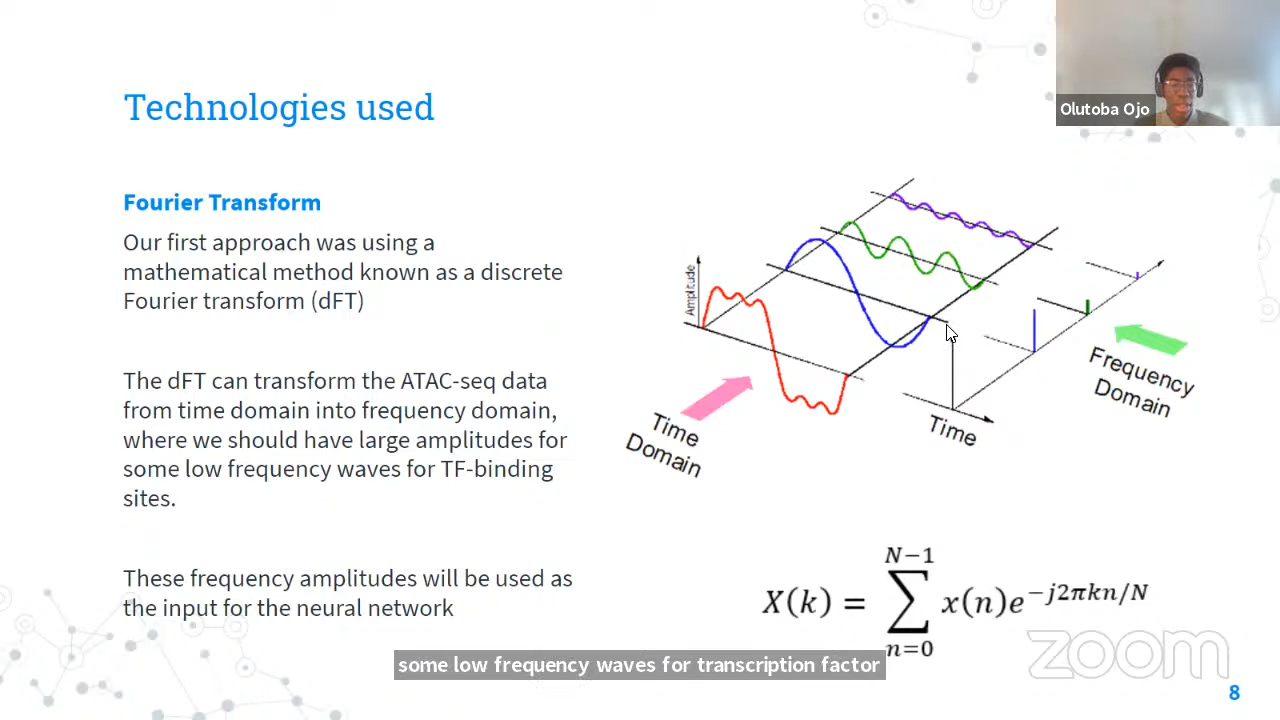 Technologies used
Olutoba Ojo
Fourier Transform
Our first approach was using a
mathematical method known as a discrete
Fourier transform (dFT)
The dFT can transform the ATAC-seq data
from time domain into frequency domain,
where we should have large amplitudes for
some low frequency waves for TF-binding
sites.
These frequency amplitudes will be used as
the input for the neural network
Amplitude
Time
Domain
Time
Frequency
Domain
N−1
X(k) = ∑ x(n)e^{−j2πkn/N}
n=0
some low frequency waves for transcription factor
zoom
8